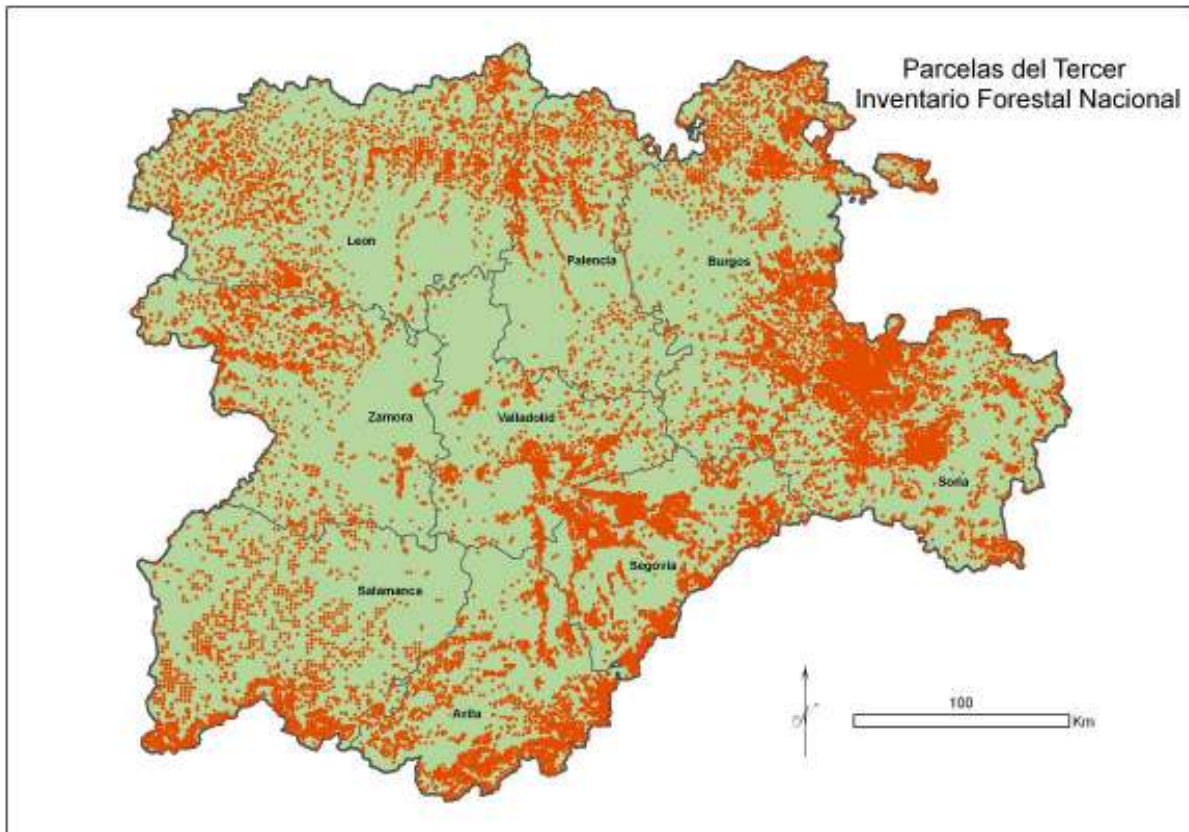 Parcelas del Tercer
Inventario Forestal Nacional
Leon
Palencia
Burgos
Zamora
Valladolid
Soria
Segovia
Salamanca
Avila
100
Km